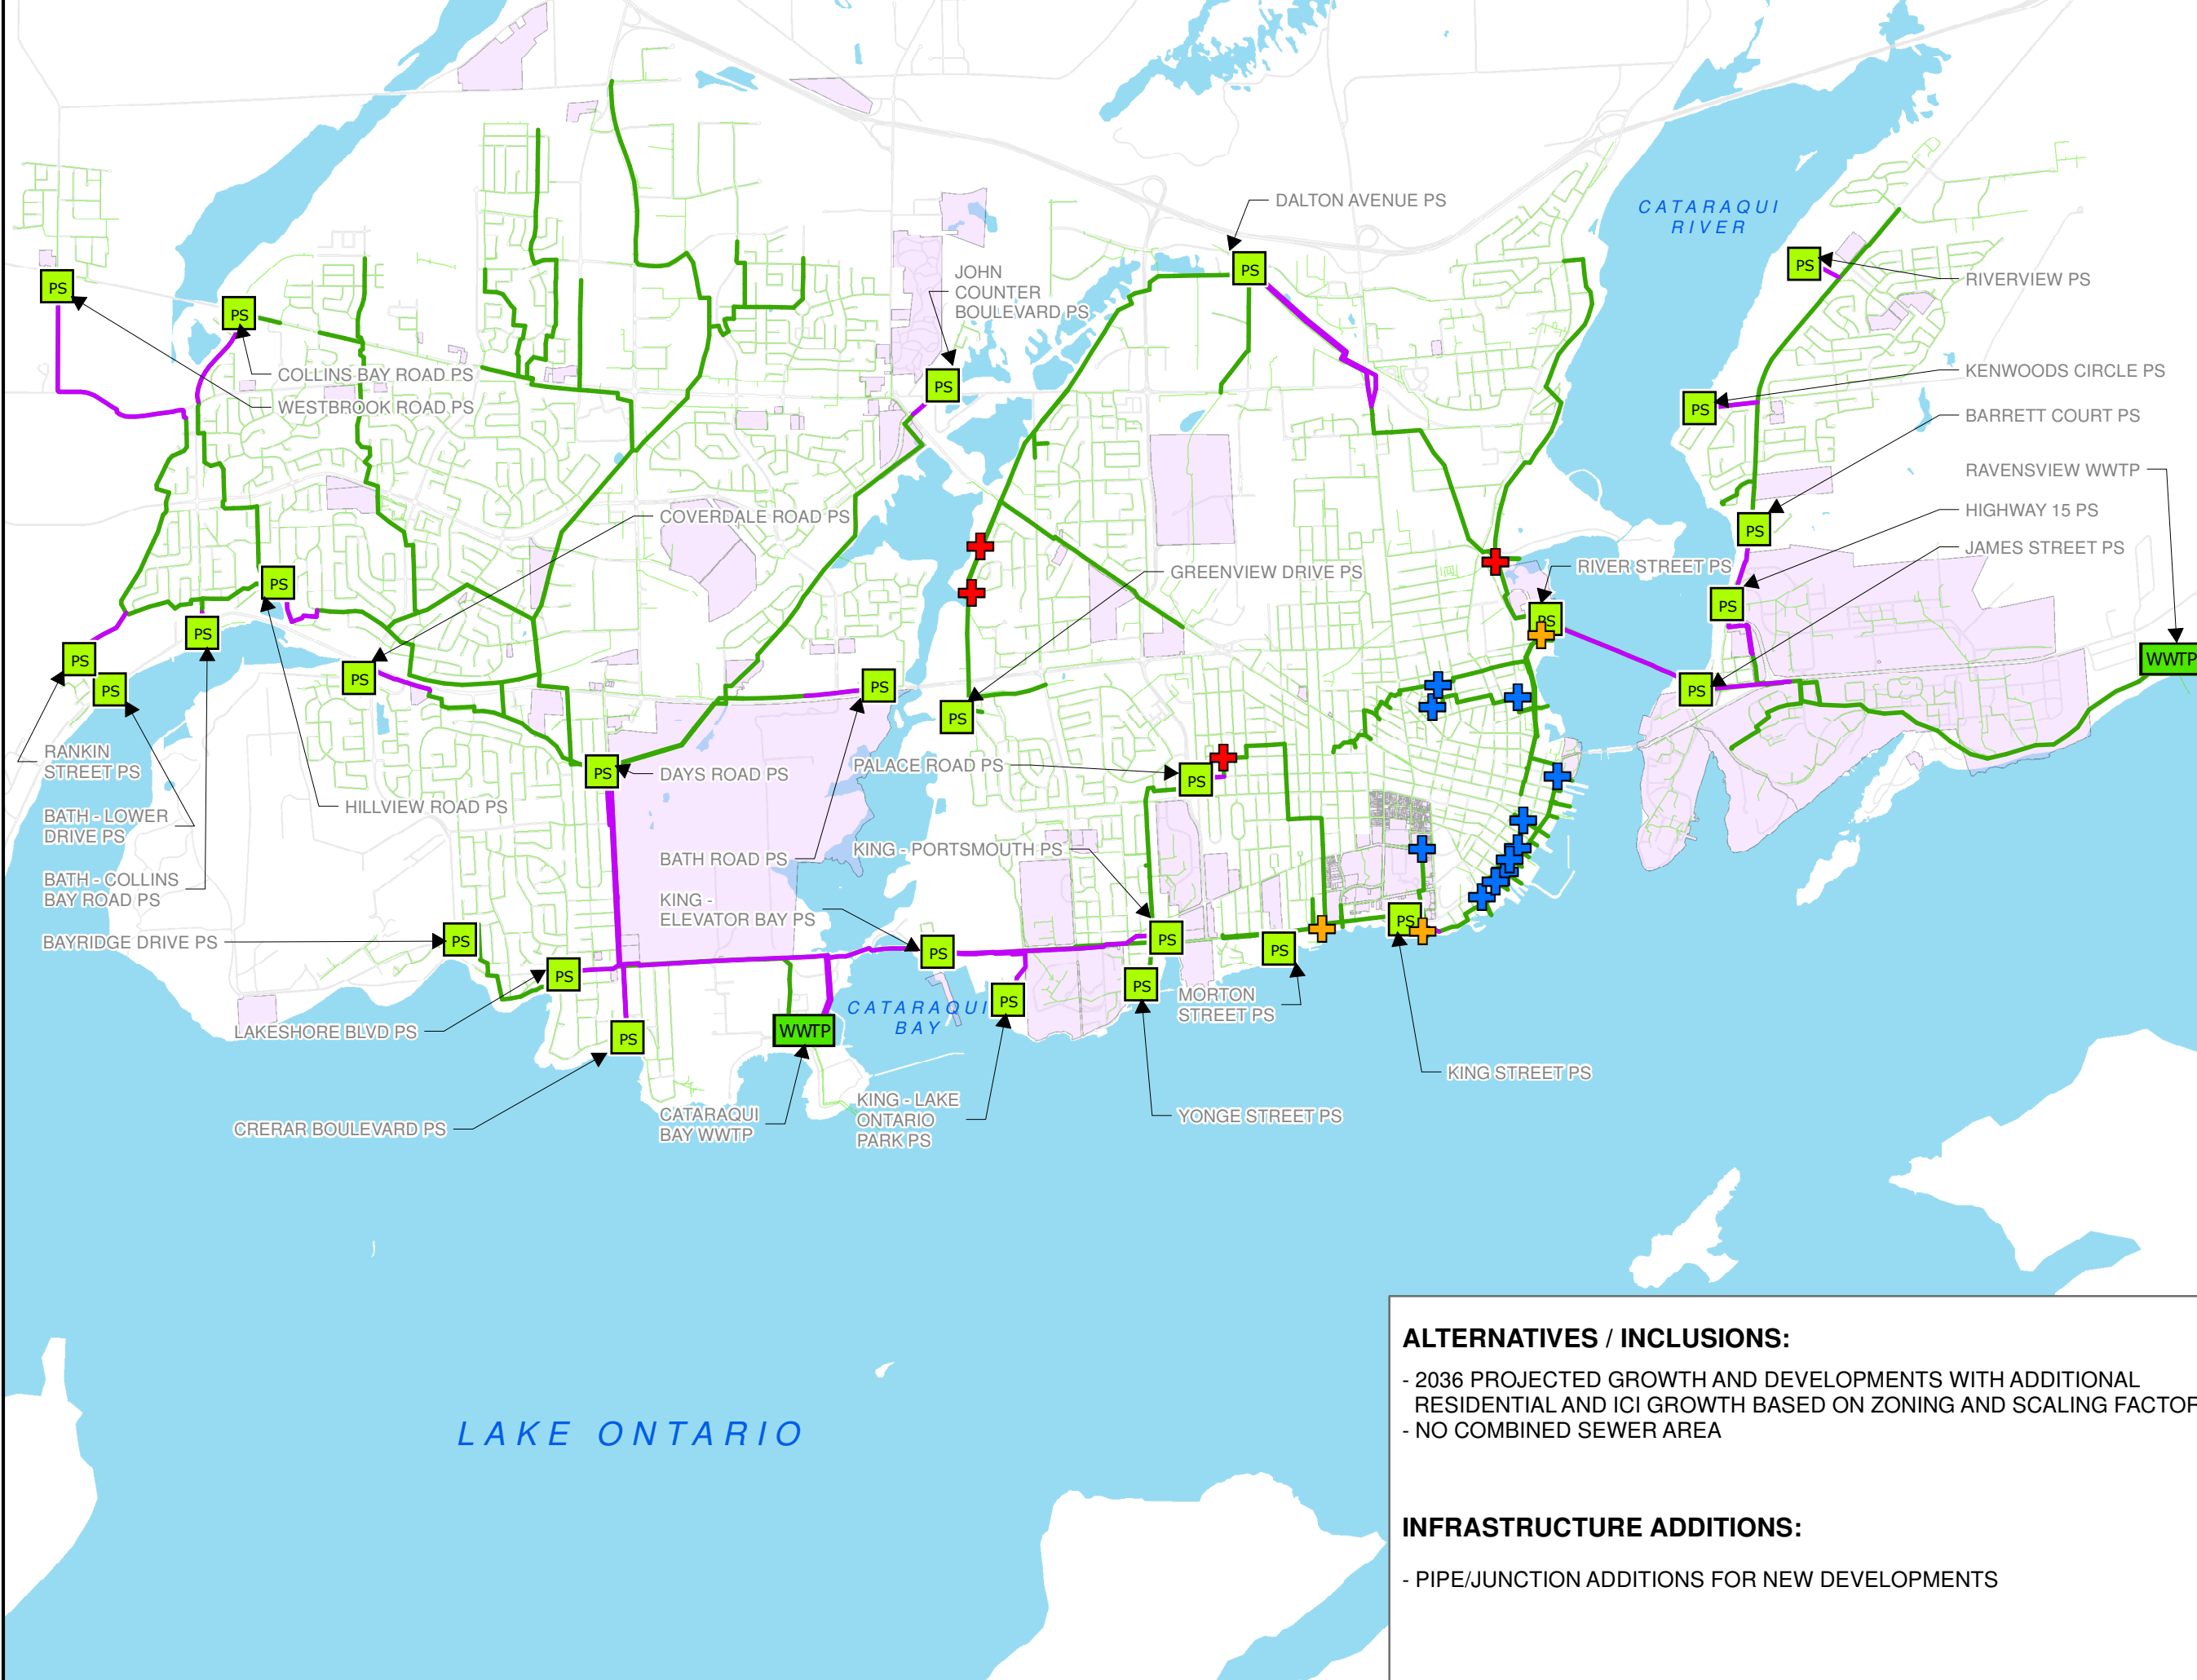 DALTON AVENUE PS
CATARAQUI
RIVER
JOHN
COUNTER
BOULEVARD PS
RIVERVIEW PS
PS
PS
PS
PS
COLLINS BAY ROAD PS
WESTBROOK ROAD PS
PS
KENWOODS CIRCLE PS
PS
BARRETT COURT PS
RAVENSVIEW WWTP
COVERDALE ROAD PS
HIGHWAY 15 PS
PS
JAMES STREET PS
GREENVIEW DRIVE PS
RIVER STREET PS
PS
PS
PS
PS
PS
WWTP
PS
PS
PS
PS
PS
PS
RANKIN
STREET PS
DAYS ROAD PS
PS
PALACE ROAD PS
PS
HILLVIEW ROAD PS
BATH - LOWER
DRIVE PS
BATH ROAD PS
KING - PORTSMOUTH PS
BATH - COLLINS
BAY ROAD PS
KING -
ELEVATOR BAY PS
PS
BAYRIDGE DRIVE PS
PS
PS
PS
PS
PS
PS
PS
CATARAQUI
BAY
MORTON
STREET PS
LAKESHORE BLVD PS
PS
WWTP
KING STREET PS
CRERAR BOULEVARD PS
CATARAQUI
BAY WWTP
KING - LAKE
ONTARIO
PARK PS
YONGE STREET PS
LAKE ONTARIO
ALTERNATIVES / INCLUSIONS:
- 2036 PROJECTED GROWTH AND DEVELOPMENTS WITH ADDITIONAL
RESIDENTIAL AND ICI GROWTH BASED ON ZONING AND SCALING FACTOR
- NO COMBINED SEWER AREA
INFRASTRUCTURE ADDITIONS:
- PIPE/JUNCTION ADDITIONS FOR NEW DEVELOPMENTS